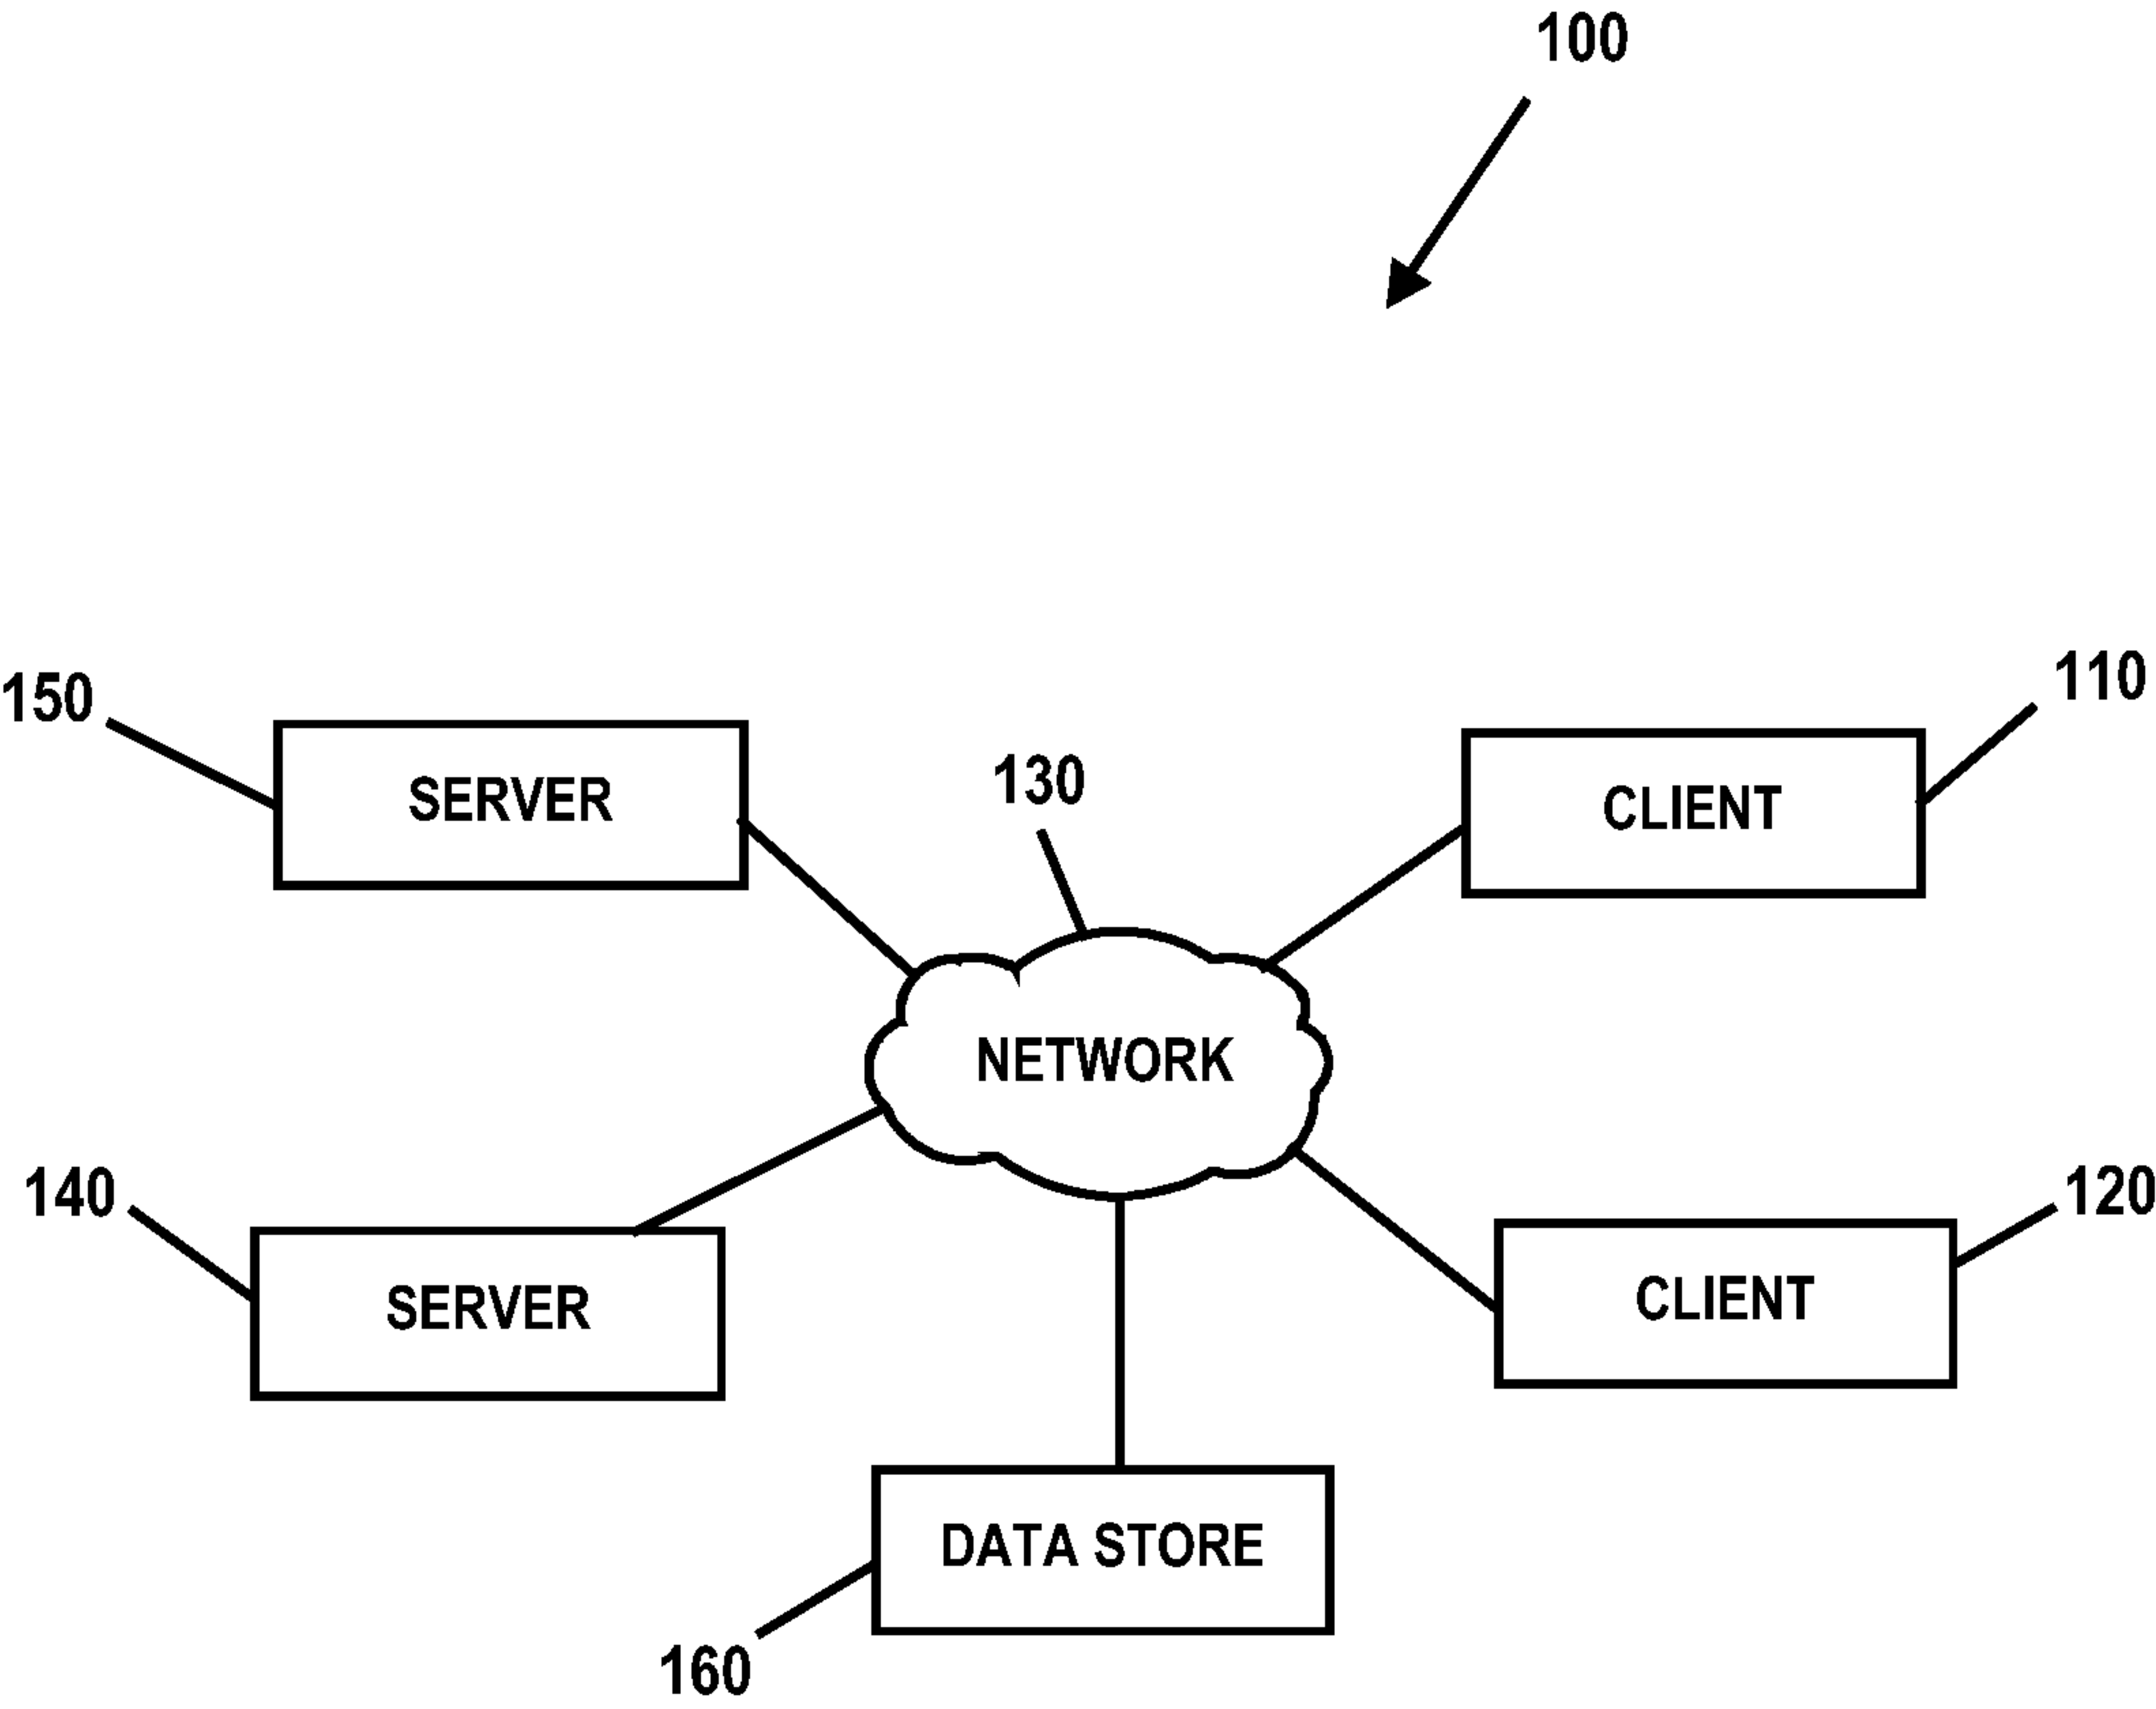 100
150
110
SERVER
130
CLIENT
NETWORK
140
120
SERVER
CLIENT
DATA STORE
160